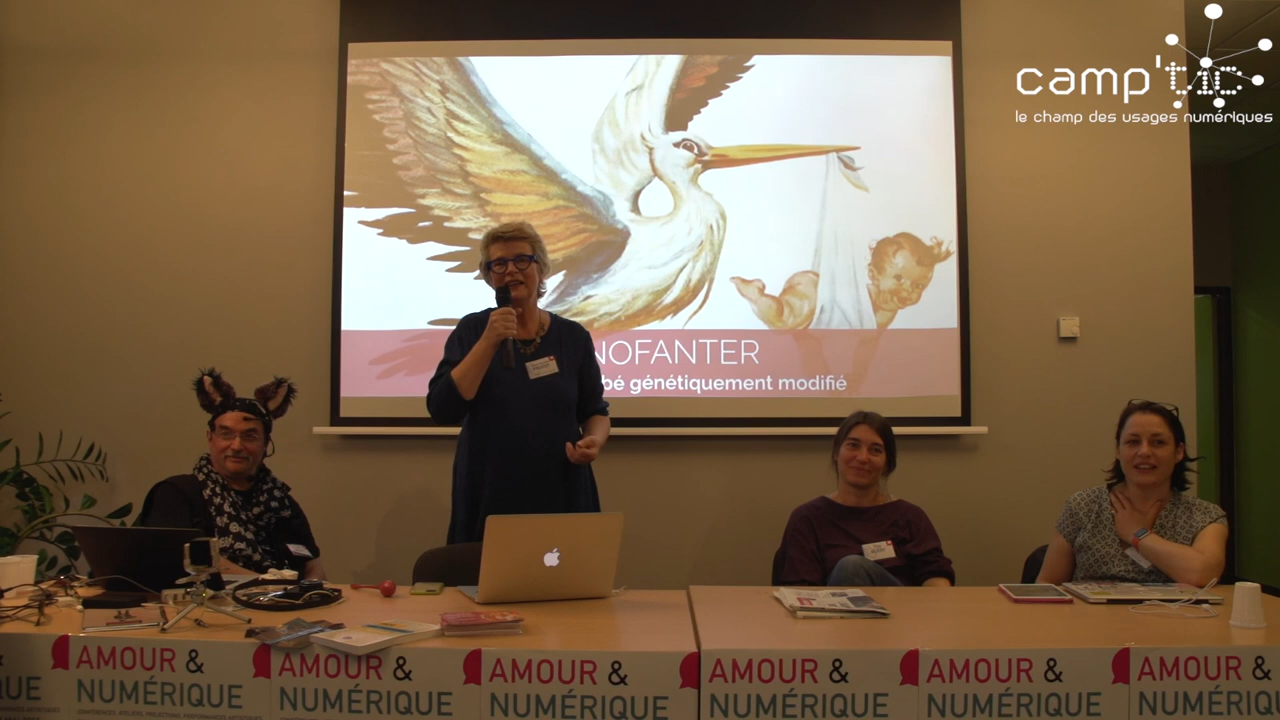 camp'tic
le champ des usages numériques
NOFANTER
bé génétiquement modifié
AMOUR &
NUMÉRIQUE
AMOUR &
NUMÉRIQUE
AMOUR &
NUMÉRIQUE
AMOUR &
NUMÉRIQUE
AMOUR &
NUMÉRIQUE
AMOUR &
NUMÉRIQ